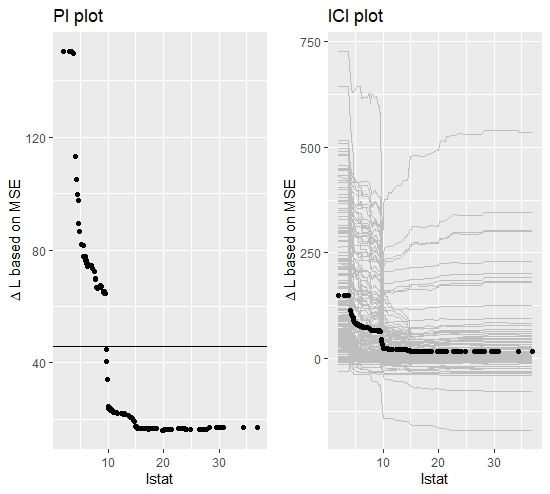 PI plot
Δ L based on MSE
120
80
40
10 20 30
lstat
ICI plot
Δ L based on MSE
750
500
250
0
10 20 30
lstat